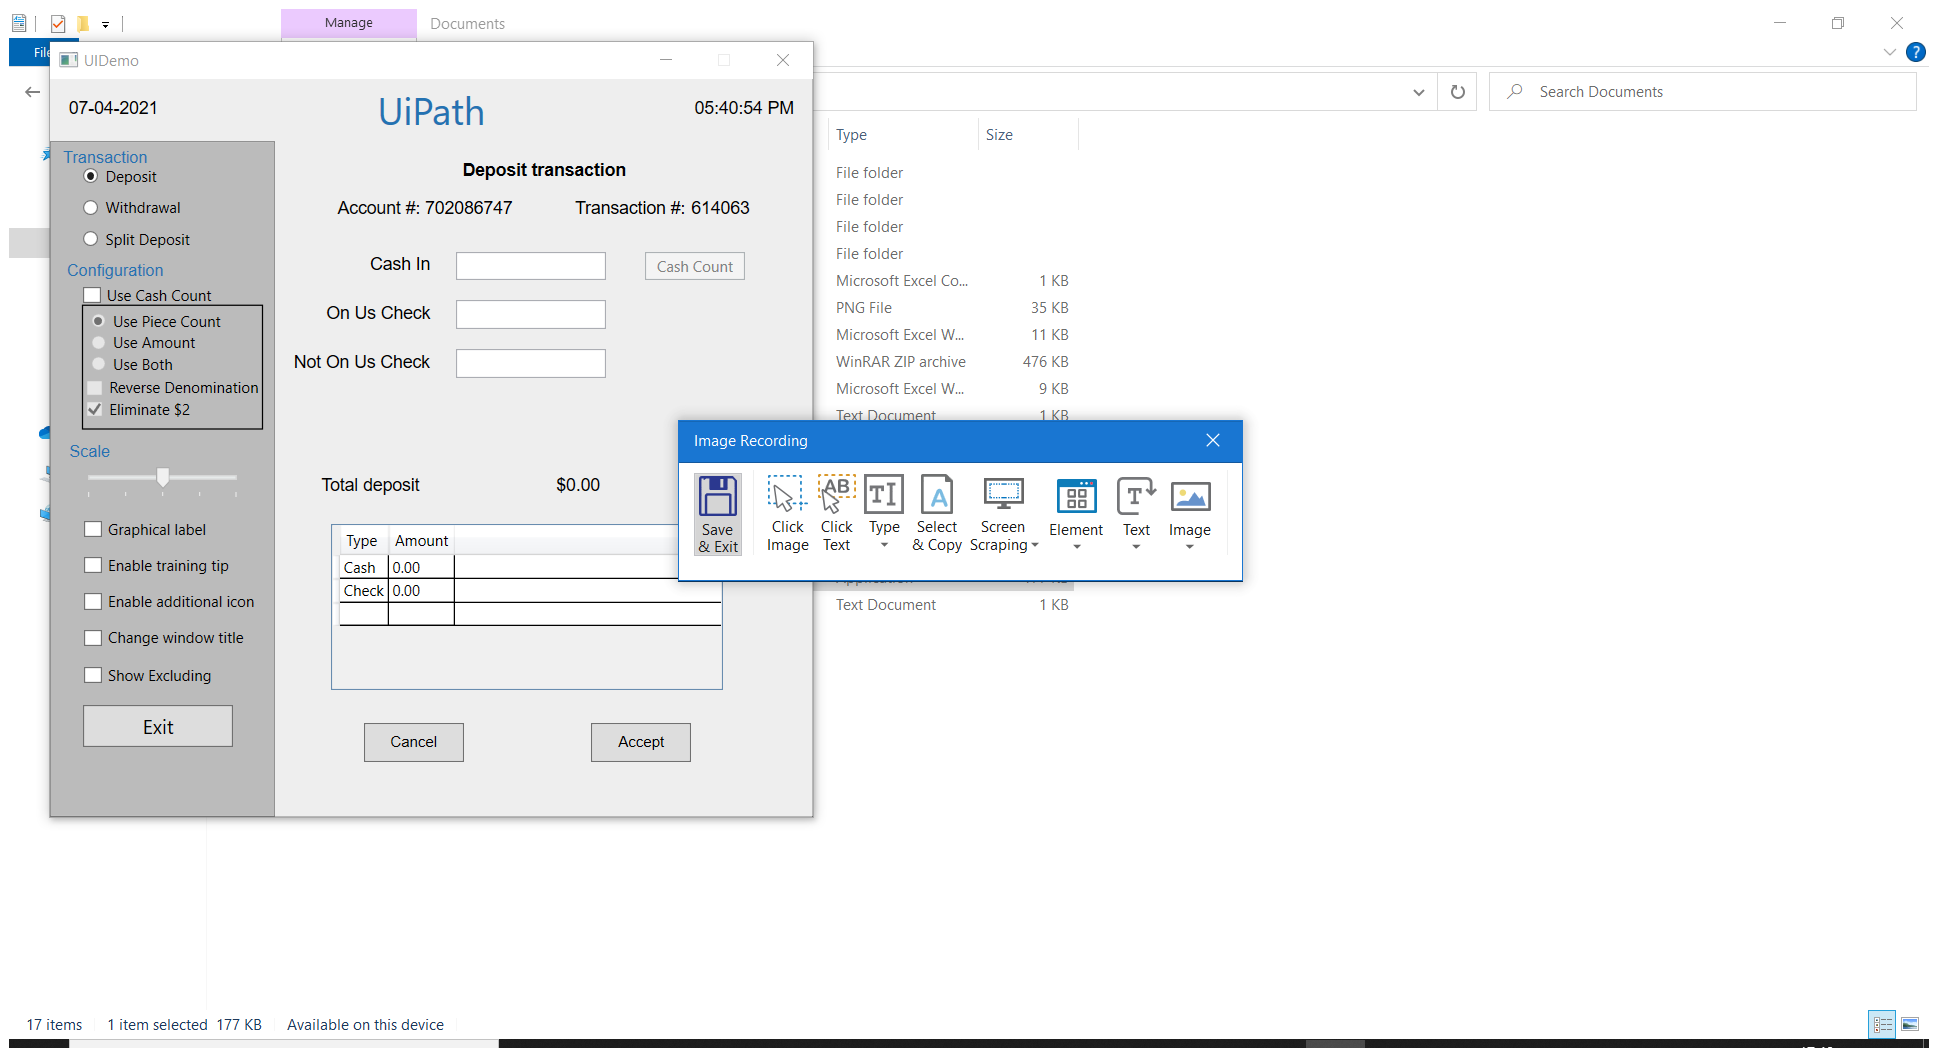 Manage
Documents
File
UIDemo
07-04-2021
UiPath
05:40:54 PM
Search Documents
Transaction
Deposit
Withdrawal
Split Deposit
Configuration
Use Cash Count
Use Piece Count
Use Amount
Use Both
Reverse Denomination
Eliminate $2
Scale
Graphical label
Enable training tip
Enable additional icon
Change window title
Show Excluding
Exit
Deposit transaction
Account #: 702086747 Transaction #: 614063
Cash In
Cash Count
On Us Check
Not On Us Check
Total deposit $0.00
Type Amount
Cash 0.00
Check 0.00
Cancel
Accept
Type Size
File folder
File folder
File folder
File folder
Microsoft Excel Co... 1 KB
PNG File 35 KB
Microsoft Excel W... 11 KB
WinRAR ZIP archive 476 KB
Microsoft Excel W... 9 KB
Text Document 1 KB
Image Recording
Save & Exit
Click Image
Click Text
Type
Select & Copy
Screen Scraping
Element
Text
Image
Text Document 1 KB
17 items 1 item selected 177 KB Available on this device